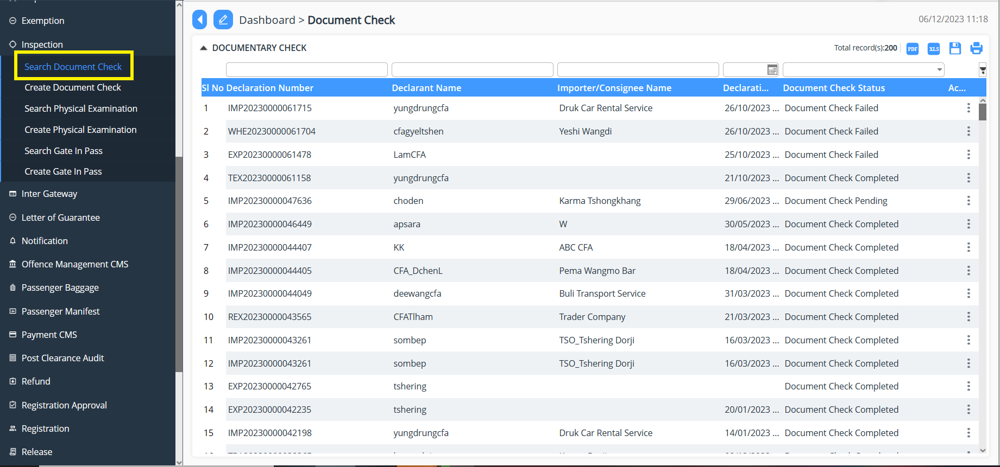 Exemption
Inspection
Search Document Check
Create Document Check
Search Physical Examination
Create Physical Examination
Search Gate In Pass
Create Gate In Pass
Inter Gateway
Letter of Guarantee
Notification
Offence Management CMS
Passenger Baggage
Passenger Manifest
Payment CMS
Post Clearance Audit
Refund
Registration Approval
Registration
Release
Dashboard > Document Check
06/12/2023 11:18
DOCUMENTARY CHECK
Total record(s):200 PDF XLS
Sl No Declaration Number Declarant Name Importer/Consignee Name Declarati... Document Check Status Ac...
1 IMP20230000061715 yungdrungcfa Druk Car Rental Service 26/10/2023 ... Document Check Failed
2 WHE20230000061704 cfagyeltshen Yeshi Wangdi 26/10/2023 ... Document Check Failed
3 EXP20230000061478 LamCFA 25/10/2023 ... Document Check Failed
4 TEX20230000061158 yungdrungcfa 21/10/2023 ... Document Check Completed
5 IMP20230000047636 choden Karma Tshongkhang 29/06/2023 ... Document Check Pending
6 IMP20230000046449 apsara W 30/05/2023 ... Document Check Completed
7 IMP20230000044407 KK ABC CFA 18/04/2023 ... Document Check Completed
8 IMP20230000044405 CFA_DchenL Pema Wangmo Bar 18/04/2023 ... Document Check Completed
9 IMP20230000044049 deewangcfa Buli Transport Service 31/03/2023 ... Document Check Completed
10 REX20230000043565 CFATlham Trader Company 21/03/2023 ... Document Check Completed
11 IMP20230000043261 sombep TSO_Tshering Dorji 16/03/2023 ... Document Check Completed
12 IMP20230000043261 sombep TSO_Tshering Dorji 16/03/2023 ... Document Check Completed
13 EXP20230000042765 tshering Document Check Completed
14 EXP20230000042235 tshering 20/01/2023 ... Document Check Completed
15 IMP20230000042198 yungdrungcfa Druk Car Rental Service 14/01/2023 ... Document Check Completed